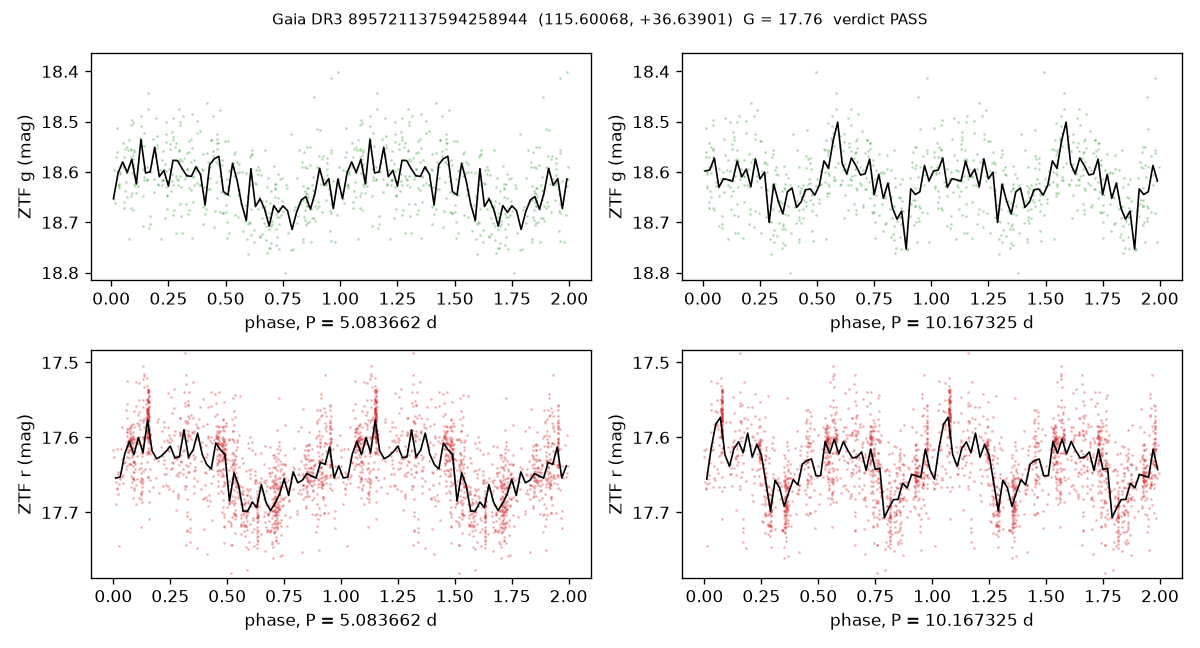 Gaia DR3 895721137594258944 (115.60068, +36.63901) G = 17.76 verdict PASS
ZTF g (mag)
18.4
18.5
18.6
18.7
18.8
0.00 0.25 0.50 0.75 1.00 1.25 1.50 1.75 2.00
phase, P = 5.083662 d
ZTF g (mag)
18.4
18.5
18.6
18.7
18.8
0.00 0.25 0.50 0.75 1.00 1.25 1.50 1.75 2.00
phase, P = 10.167325 d
ZTF r (mag)
17.5
17.6
17.7
0.00 0.25 0.50 0.75 1.00 1.25 1.50 1.75 2.00
phase, P = 5.083662 d
ZTF r (mag)
17.5
17.6
17.7
0.00 0.25 0.50 0.75 1.00 1.25 1.50 1.75 2.00
phase, P = 10.167325 d